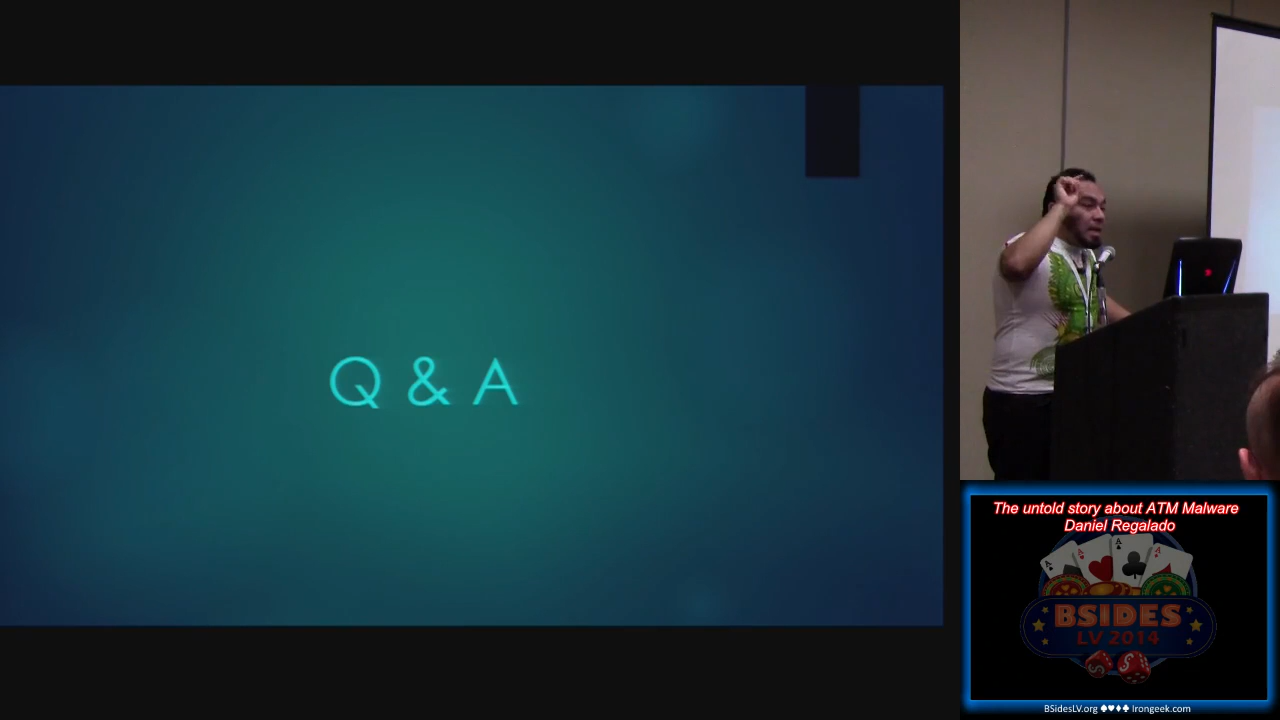 Q & A
The untold story about ATM Malware
Daniel Regalado
BSIDES
LV 2014
BSidesLV.org ♠♥♦♣ Irongeek.com